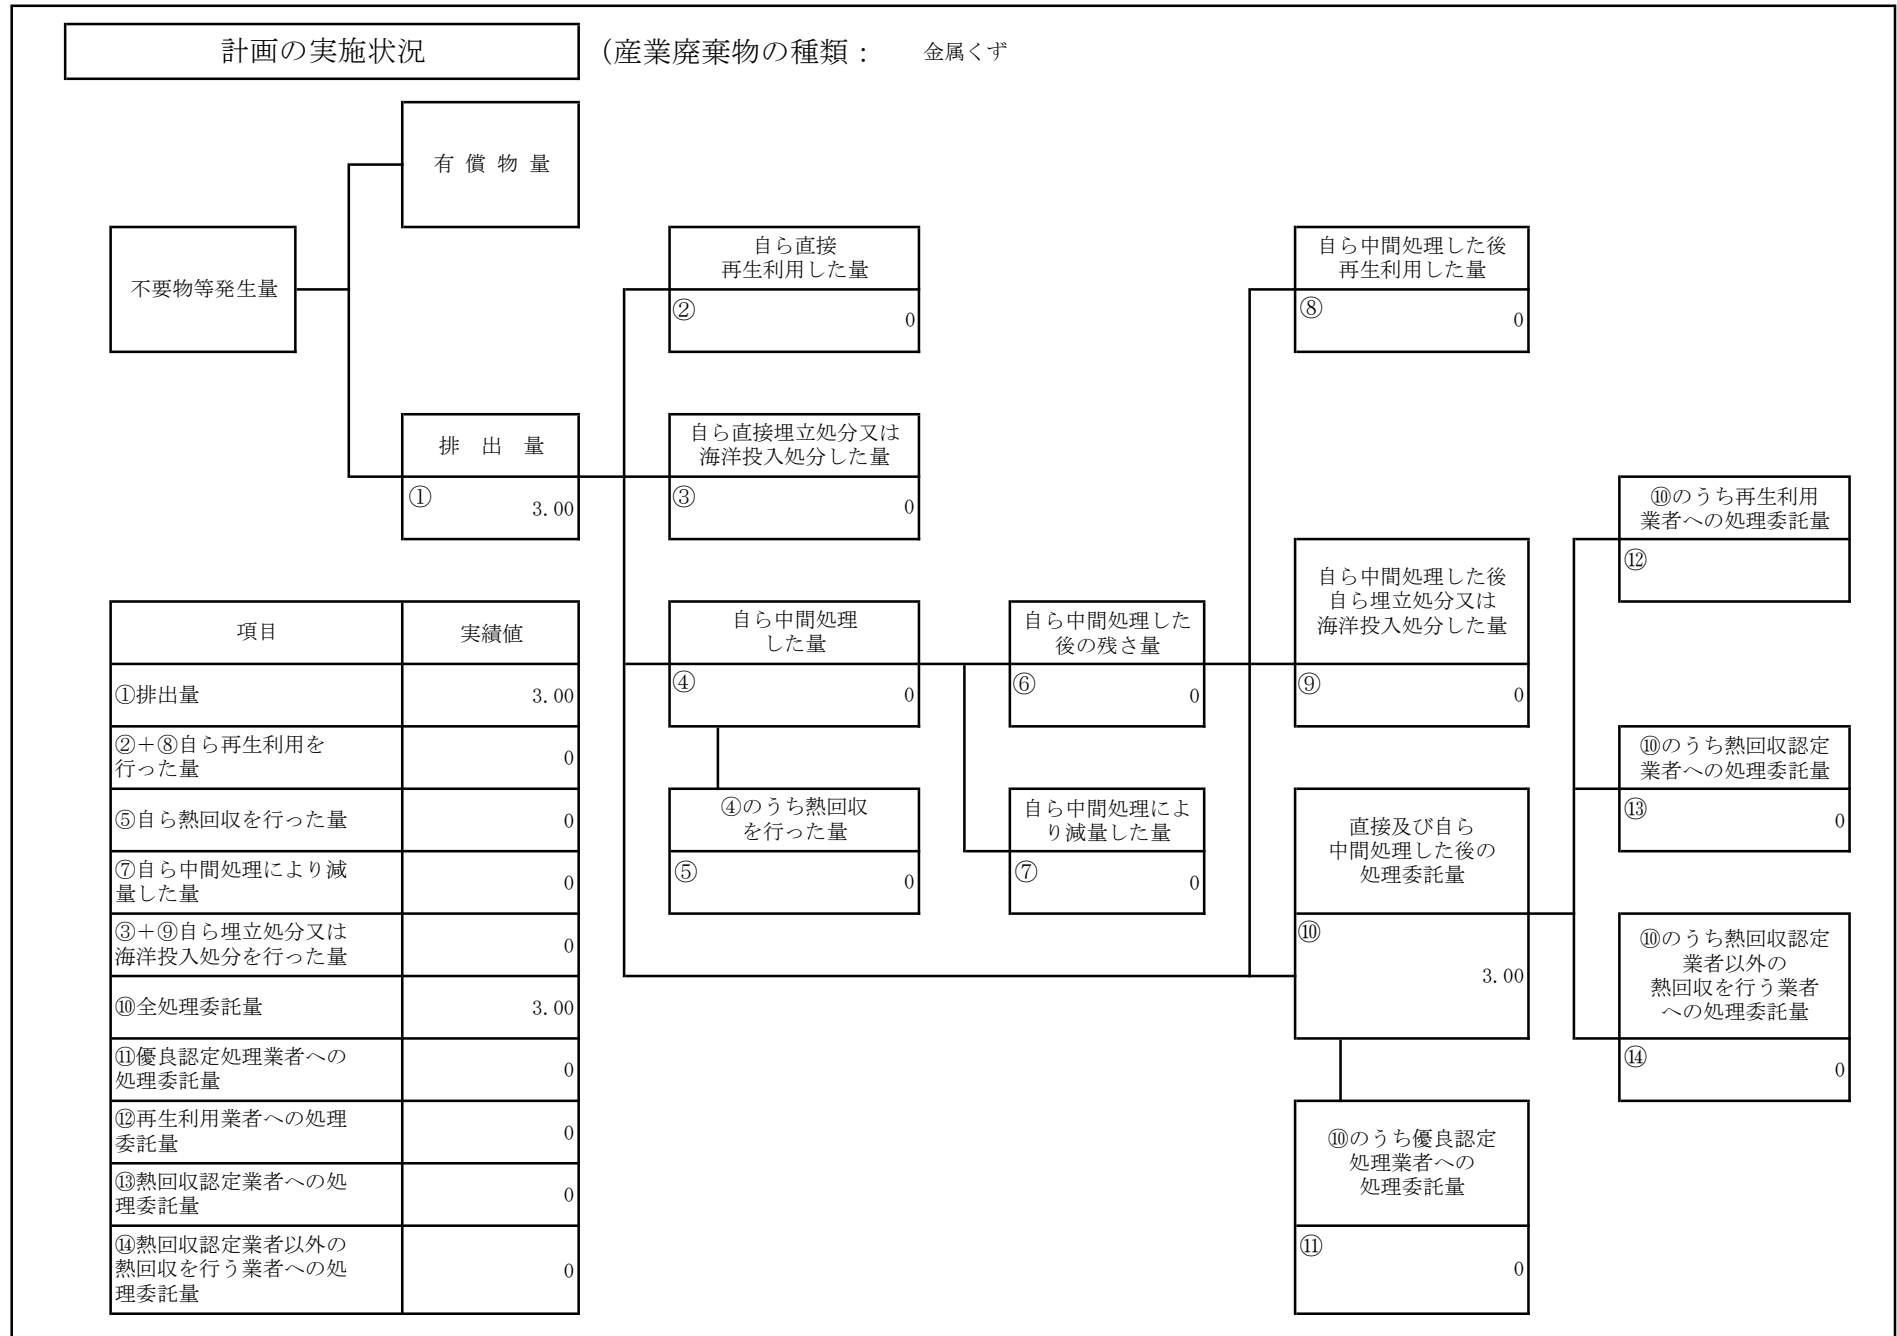 計画の実施状況
（産業廃棄物の種類： 金属くず
有 償 物 量
不要物等発生量
自ら直接
再生利用した量
② 0
自ら中間処理した後
再生利用した量
⑧ 0
排 出 量
① 3.00
自ら直接埋立処分又は
海洋投入処分した量
③ 0
⑩のうち再生利用
業者への処理委託量
⑫
自ら中間処理した後
自ら埋立処分又は
海洋投入処分した量
⑨ 0
自ら中間処理
した量
④ 0
自ら中間処理した
後の残さ量
⑥ 0
⑩のうち熱回収認定
業者への処理委託量
⑬ 0
④のうち熱回収
を行った量
⑤ 0
自ら中間処理によ
り減量した量
⑦ 0
直接及び自ら
中間処理した後の
処理委託量
⑩
3.00
⑩のうち熱回収認定
業者以外の
熱回収を行う業者
への処理委託量
⑭ 0
⑩のうち優良認定
処理業者への
処理委託量
⑪
0
項目 実績値
①排出量 3.00
②＋⑧自ら再生利用を
行った量 0
⑤自ら熱回収を行った量 0
⑦自ら中間処理により減
量した量 0
③＋⑨自ら埋立処分又は
海洋投入処分を行った量 0
⑩全処理委託量 3.00
⑪優良認定処理業者への
処理委託量 0
⑫再生利用業者への処理
委託量 0
⑬熱回収認定業者への処
理委託量 0
⑭熱回収認定業者以外の
熱回収を行う業者への処
理委託量 0